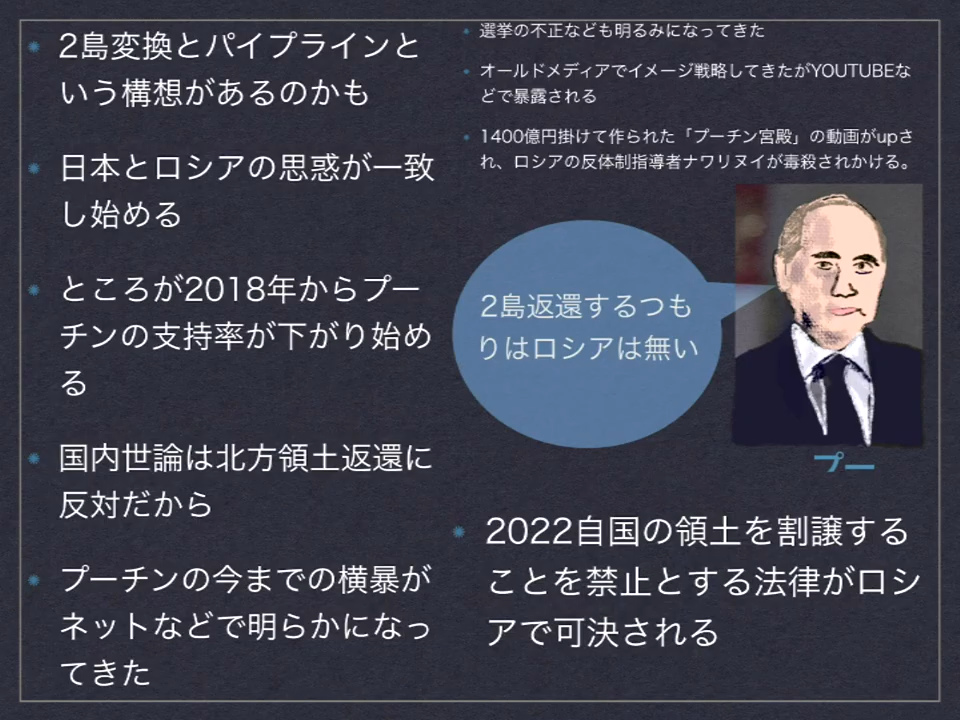 2島変換とパイプラインと
いう構想があるのかも
日本とロシアの思惑が一致
し始める
ところが2018年からプー
チンの支持率が下がり始め
る
国内世論は北方領土返還に
反対だから
プーチンの今までの横暴が
ネットなどで明らかになっ
てきた
選挙の不正なども明るみになってきた
オールドメディアでイメージ戦略してきたがYOUTUBEな
どで暴露される
1400億円掛けて作られた「プーチン宮殿」の動画がupさ
れ、ロシアの反体制指導者ナワリヌイが毒殺されかける。
2島返還するつも
りはロシアは無い
プー
2022自国の領土を割譲する
ことを禁止とする法律がロシ
アで可決される